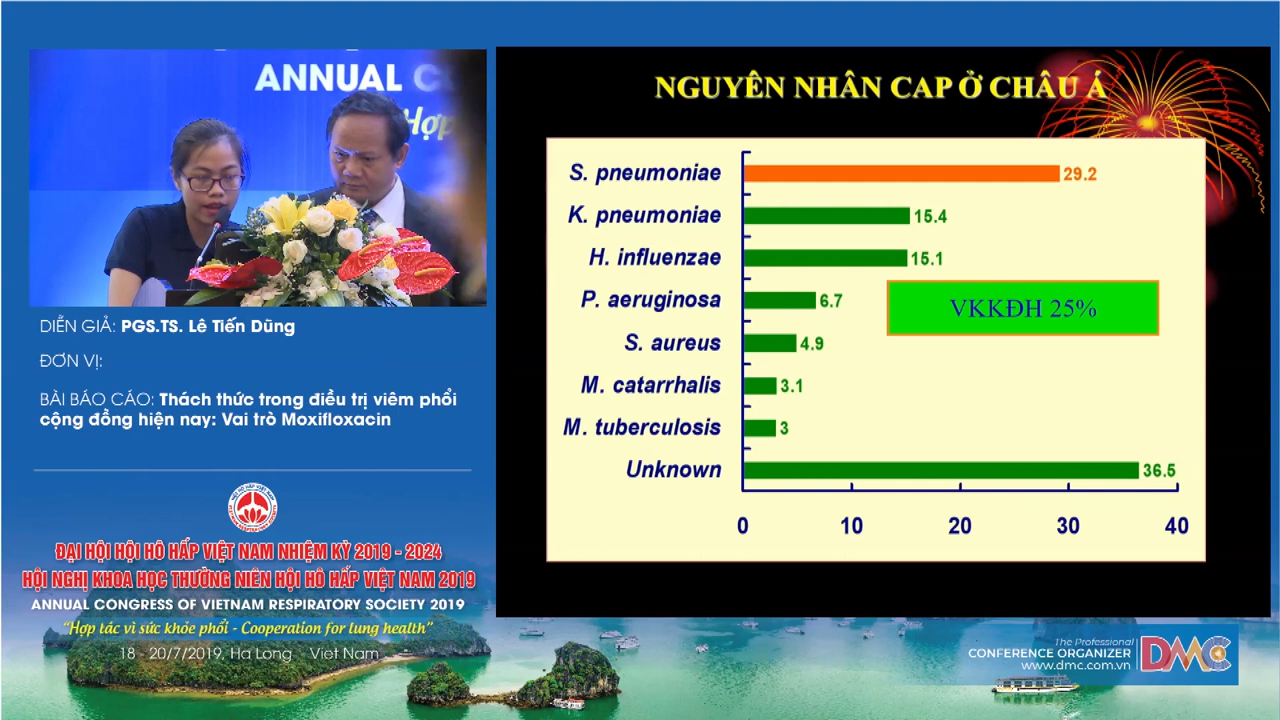 ANNUAL C
Hợp
DIỄN GIẢ: PGS.TS. Lê Tiến Dũng
ĐƠN VỊ:
BÀI BÁO CÁO: Thách thức trong điều trị viêm phổi
cộng đồng hiện nay: Vai trò Moxifloxacin
ĐẠI HỘI HỘI HÔ HẤP VIỆT NAM NHIỆM KỲ 2019 - 2024
HỘI NGHỊ KHOA HỌC THƯỜNG NIÊN HỘI HÔ HẤP VIỆT NAM 2019
ANNUAL CONGRESS OF VIETNAM RESPIRATORY SOCIETY 2019
"Hợp tác vì sức khỏe phổi - Cooperation for lung health"
18 - 20/7/2019, Ha Long Viet Nam
NGUYÊN NHÂN CAP Ở CHÂU Á
S. pneumoniae 29.2
K. pneumoniae 15.4
H. influenzae 15.1
P. aeruginosa 6.7
VKKĐH 25%
S. aureus 4.9
M. catarrhalis 3.1
M. tuberculosis 3
Unknown 36.5
0 10 20 30 40
The Professional
CONFERENCE ORGANIZER
www.dmc.com.vn
DMC